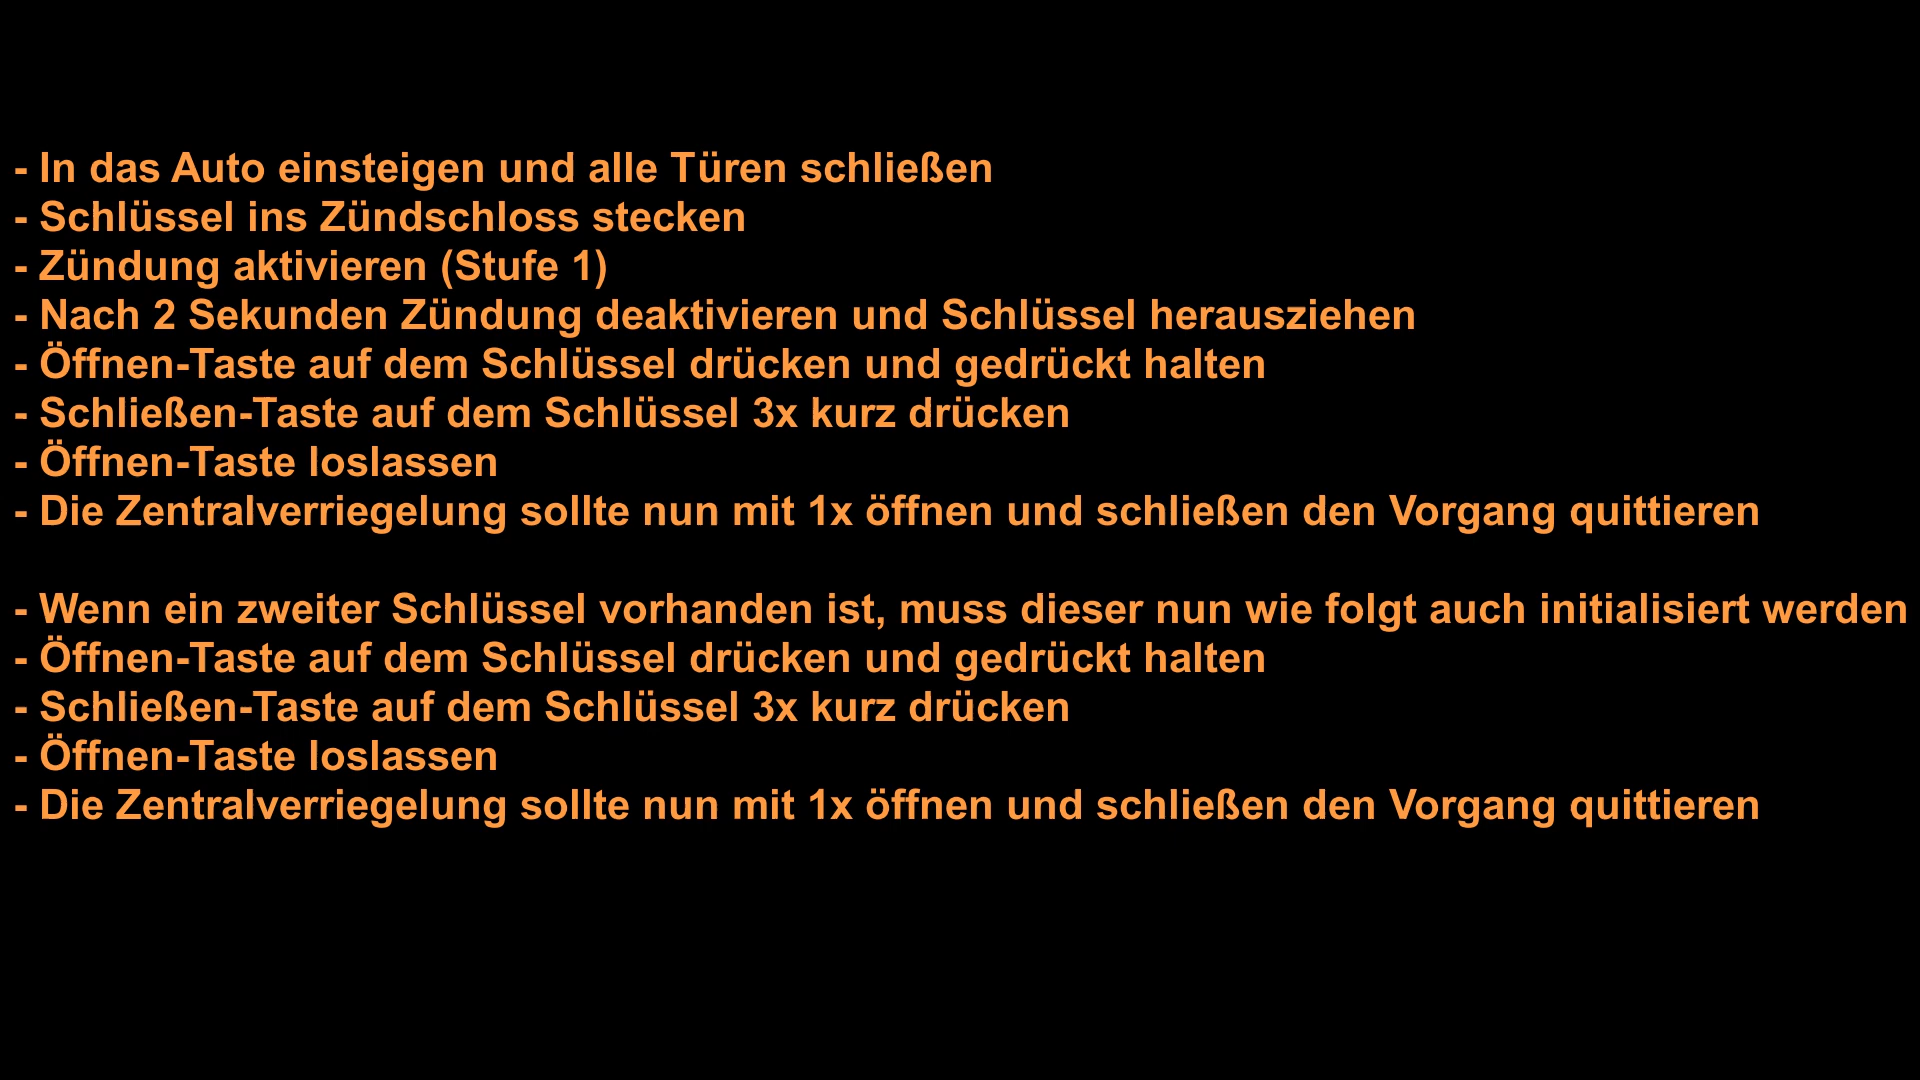 - In das Auto einsteigen und alle Türen schließen
- Schlüssel ins Zündschloss stecken
- Zündung aktivieren (Stufe 1)
- Nach 2 Sekunden Zündung deaktivieren und Schlüssel herausziehen
- Öffnen-Taste auf dem Schlüssel drücken und gedrückt halten
- Schließen-Taste auf dem Schlüssel 3x kurz drücken
- Öffnen-Taste loslassen
- Die Zentralverriegelung sollte nun mit 1x öffnen und schließen den Vorgang quittieren
- Wenn ein zweiter Schlüssel vorhanden ist, muss dieser nun wie folgt auch initialisiert werden
- Öffnen-Taste auf dem Schlüssel drücken und gedrückt halten
- Schließen-Taste auf dem Schlüssel 3x kurz drücken
- Öffnen-Taste loslassen
- Die Zentralverriegelung sollte nun mit 1x öffnen und schließen den Vorgang quittieren